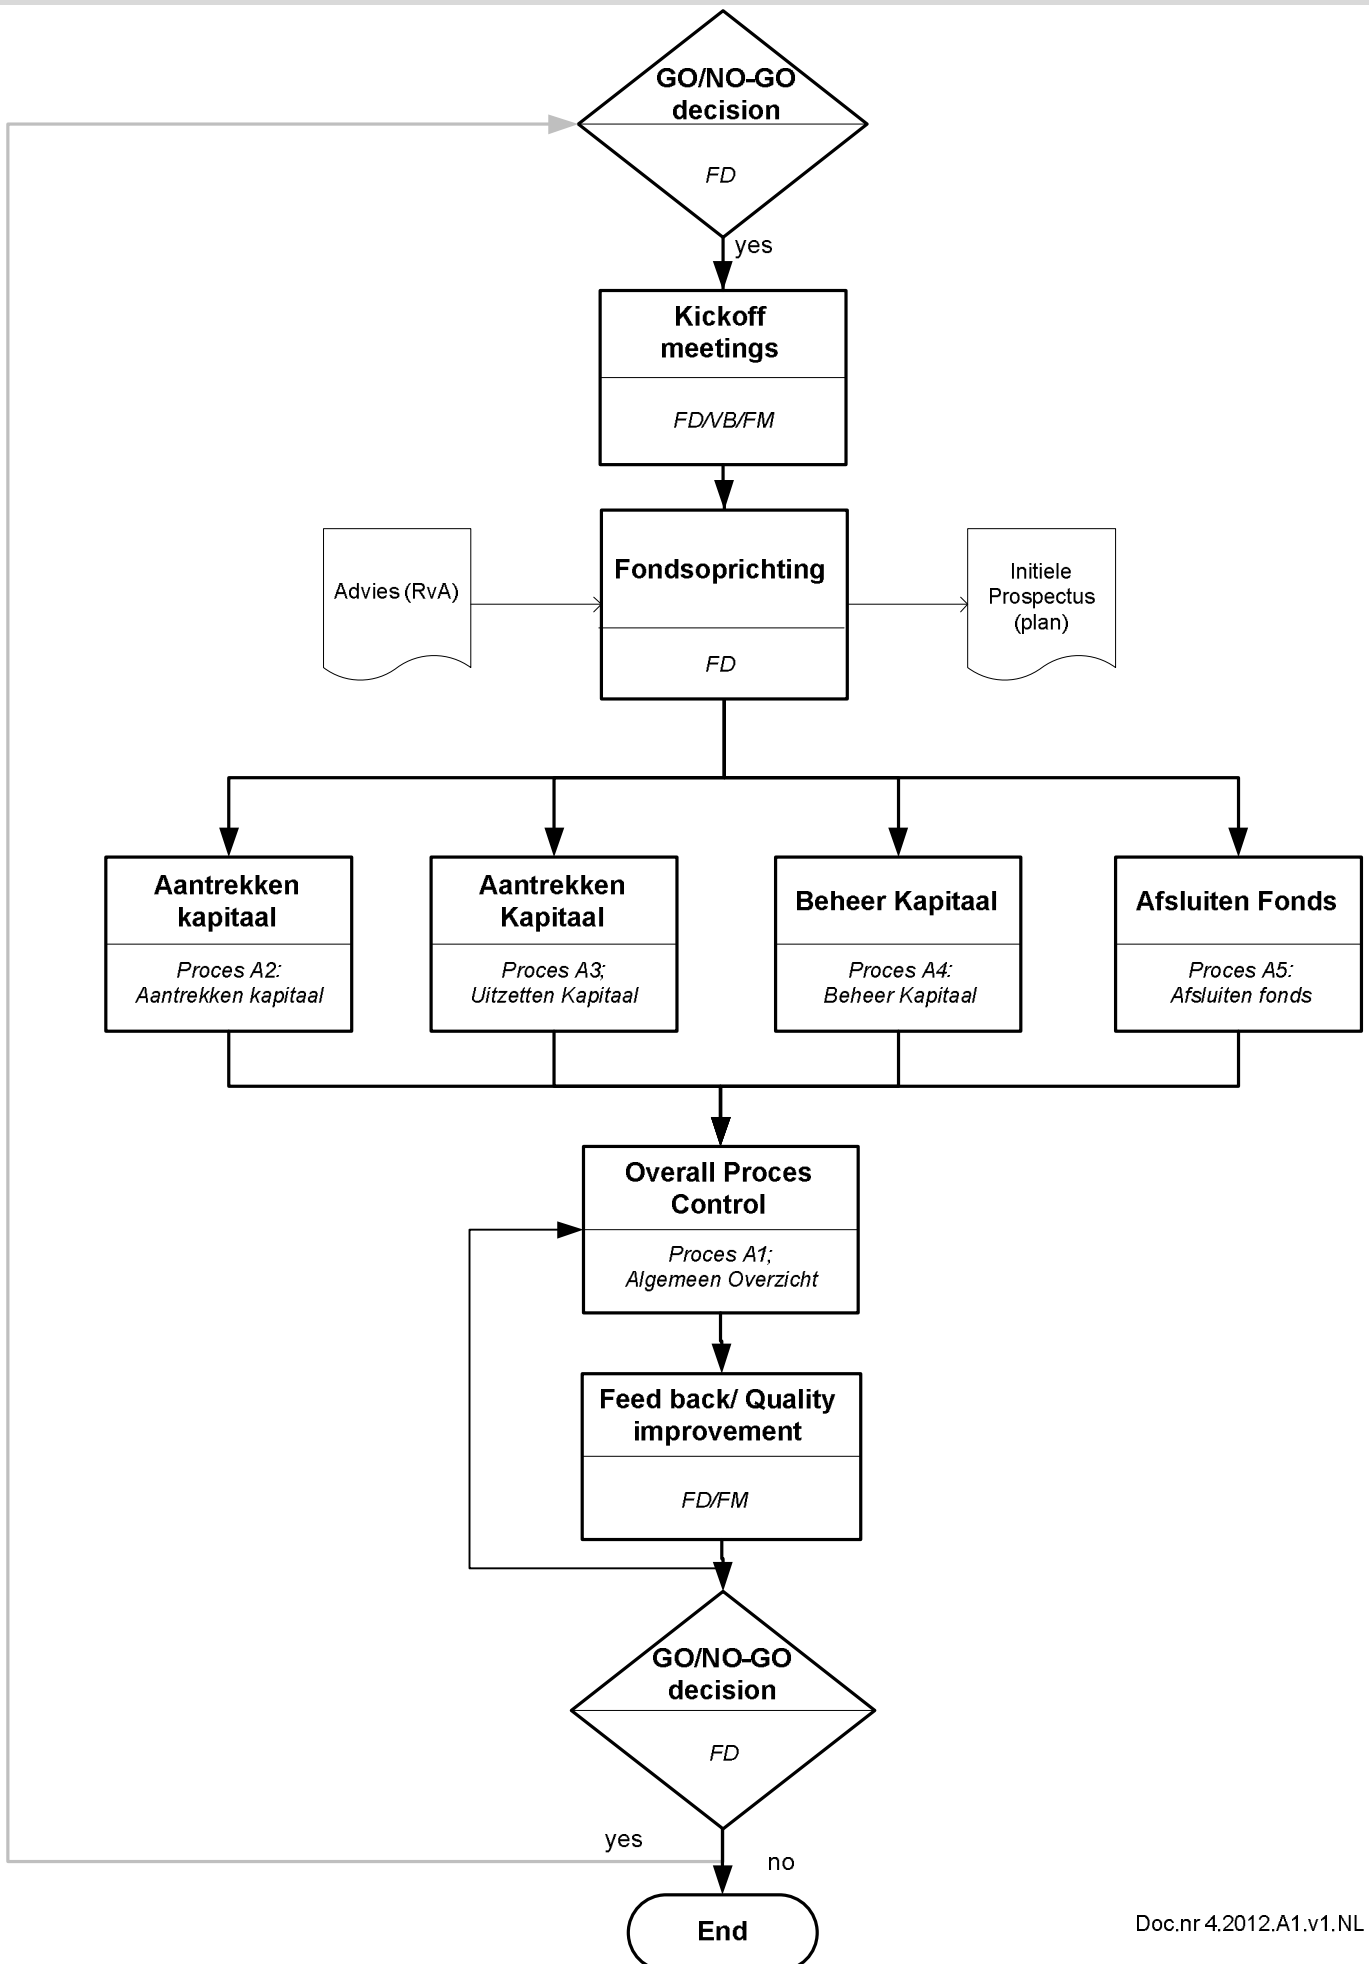 GO/NO-GO
decision
FD
yes
Kickoff
meetings
FD/VB/FM
Advies (RvA)
Fondsoprichting
FD
Initiele
Prospectus
(plan)
Aantrekken
kapitaal
Proces A2:
Aantrekken kapitaal
Aantrekken
Kapitaal
Proces A3;
Uitzetten Kapitaal
Beheer Kapitaal
Proces A4:
Beheer Kapitaal
Afsluiten Fonds
Proces A5:
Afsluiten fonds
Overall Proces
Control
Proces A1;
Algemeen Overzicht
Feed back/ Quality
improvement
FD/FM
GO/NO-GO
decision
FD
yes
no
End
Doc.nr 4.2012.A1.v1.NL